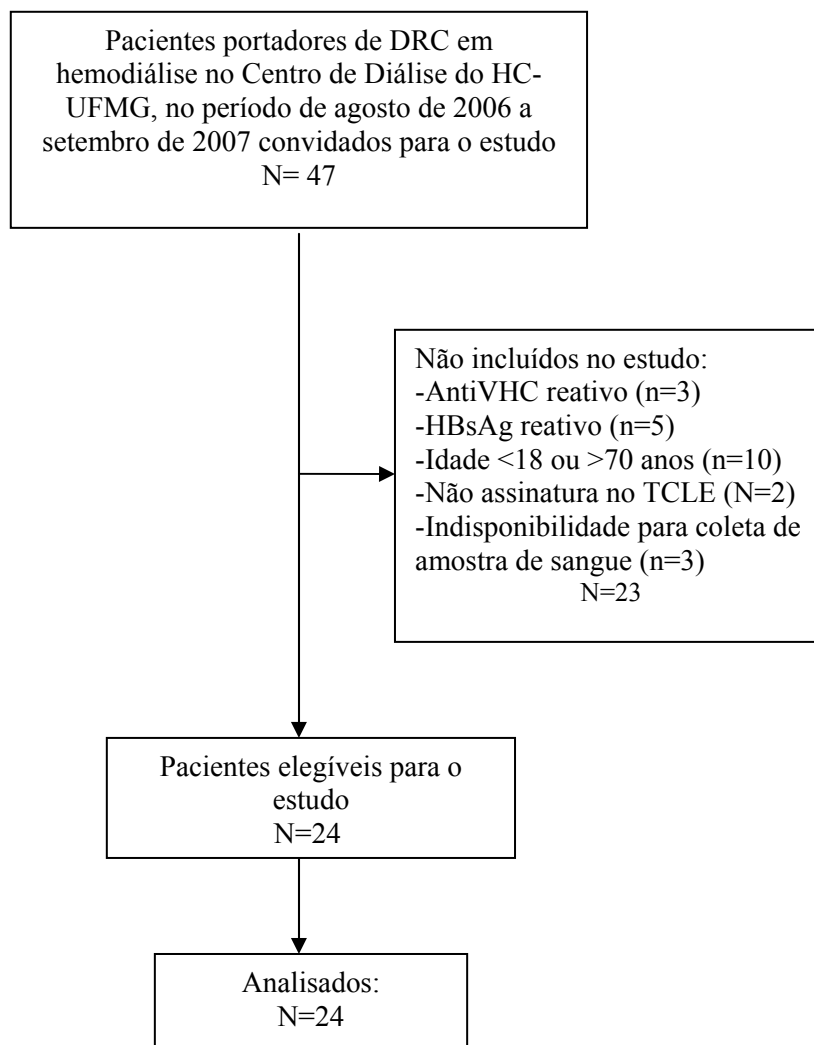 Pacientes portadores de DRC em
hemodiálise no Centro de Diálise do HC-
UFMG, no período de agosto de 2006 a
setembro de 2007 convidados para o estudo
N= 47
Não incluídos no estudo:
-AntiVHC reativo (n=3)
-HBsAg reativo (n=5)
-Idade <18 ou >70 anos (n=10)
-Não assinatura no TCLE (N=2)
-Indisponibilidade para coleta de
amostra de sangue (n=3)
N=23
Pacientes elegíveis para o
estudo
N=24
Analisados:
N=24